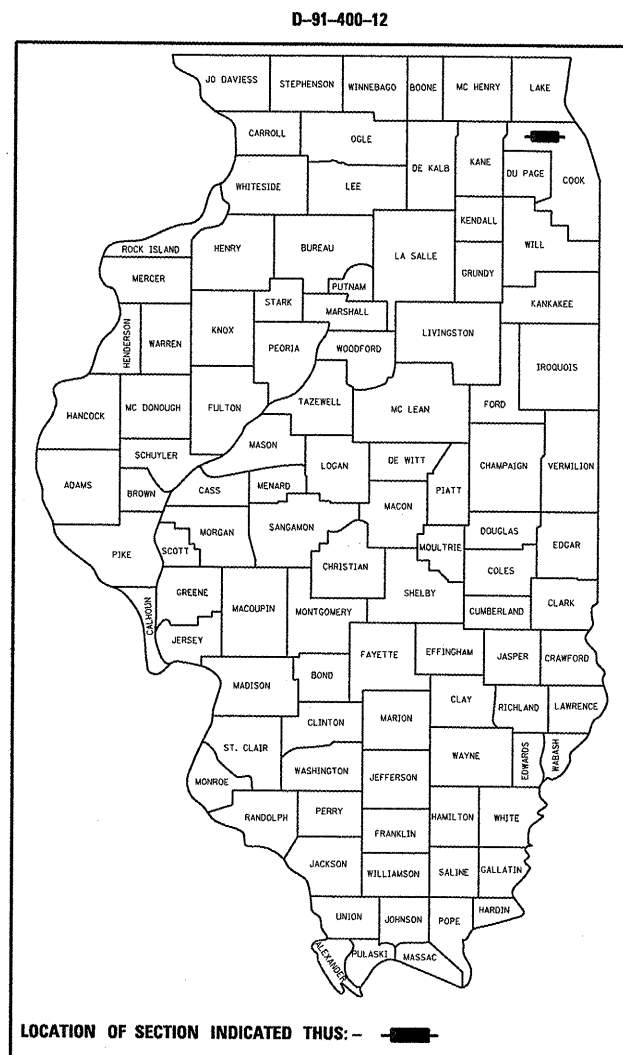 D-91-400-12
JO DAVIESS
STEPHENSON
WINNEBAGO
BOONE
MC HENRY
LAKE
CARROLL
OGLE
DE KALB
KANE
DU PAGE
COOK
WHITESIDE
LEE
KENDALL
WILL
ROCK ISLAND
HENRY
BUREAU
LA SALLE
GRUNDY
MERCER
PUTNAM
STARK
MARSHALL
KANKAKEE
HENDERSON
WARREN
KNOX
PEORIA
WOODFORD
LIVINGSTON
IROQUOIS
HANCOCK
MC DONOUGH
FULTON
TAZEWELL
MC LEAN
FORD
SCHUYLER
MASON
LOGAN
DE WITT
CHAMPAIGN
VERMILION
ADAMS
BROWN
CASS
MENARD
PIATT
MACON
PIKE
SCOTT
MORGAN
SANGAMON
CHRISTIAN
MOULTRIE
DOUGLAS
EDGAR
COLES
CALHOUN
GREENE
MACOUPIN
MONTGOMERY
SHELBY
CUMBERLAND
CLARK
JERSEY
FAYETTE
EFFINGHAM
JASPER
CRAWFORD
MADISON
BOND
CLAY
RICHLAND
LAWRENCE
CLINTON
MARION
ST. CLAIR
WAYNE
EDWARDS
WABASH
WASHINGTON
JEFFERSON
MONROE
RANDOLPH
PERRY
HAMILTON
WHITE
FRANKLIN
JACKSON
WILLIAMSON
SALINE
GALLATIN
UNION
JOHNSON
POPE
HARDIN
ALEXANDER
PULASKI
MASSAC
LOCATION OF SECTION INDICATED THUS: -